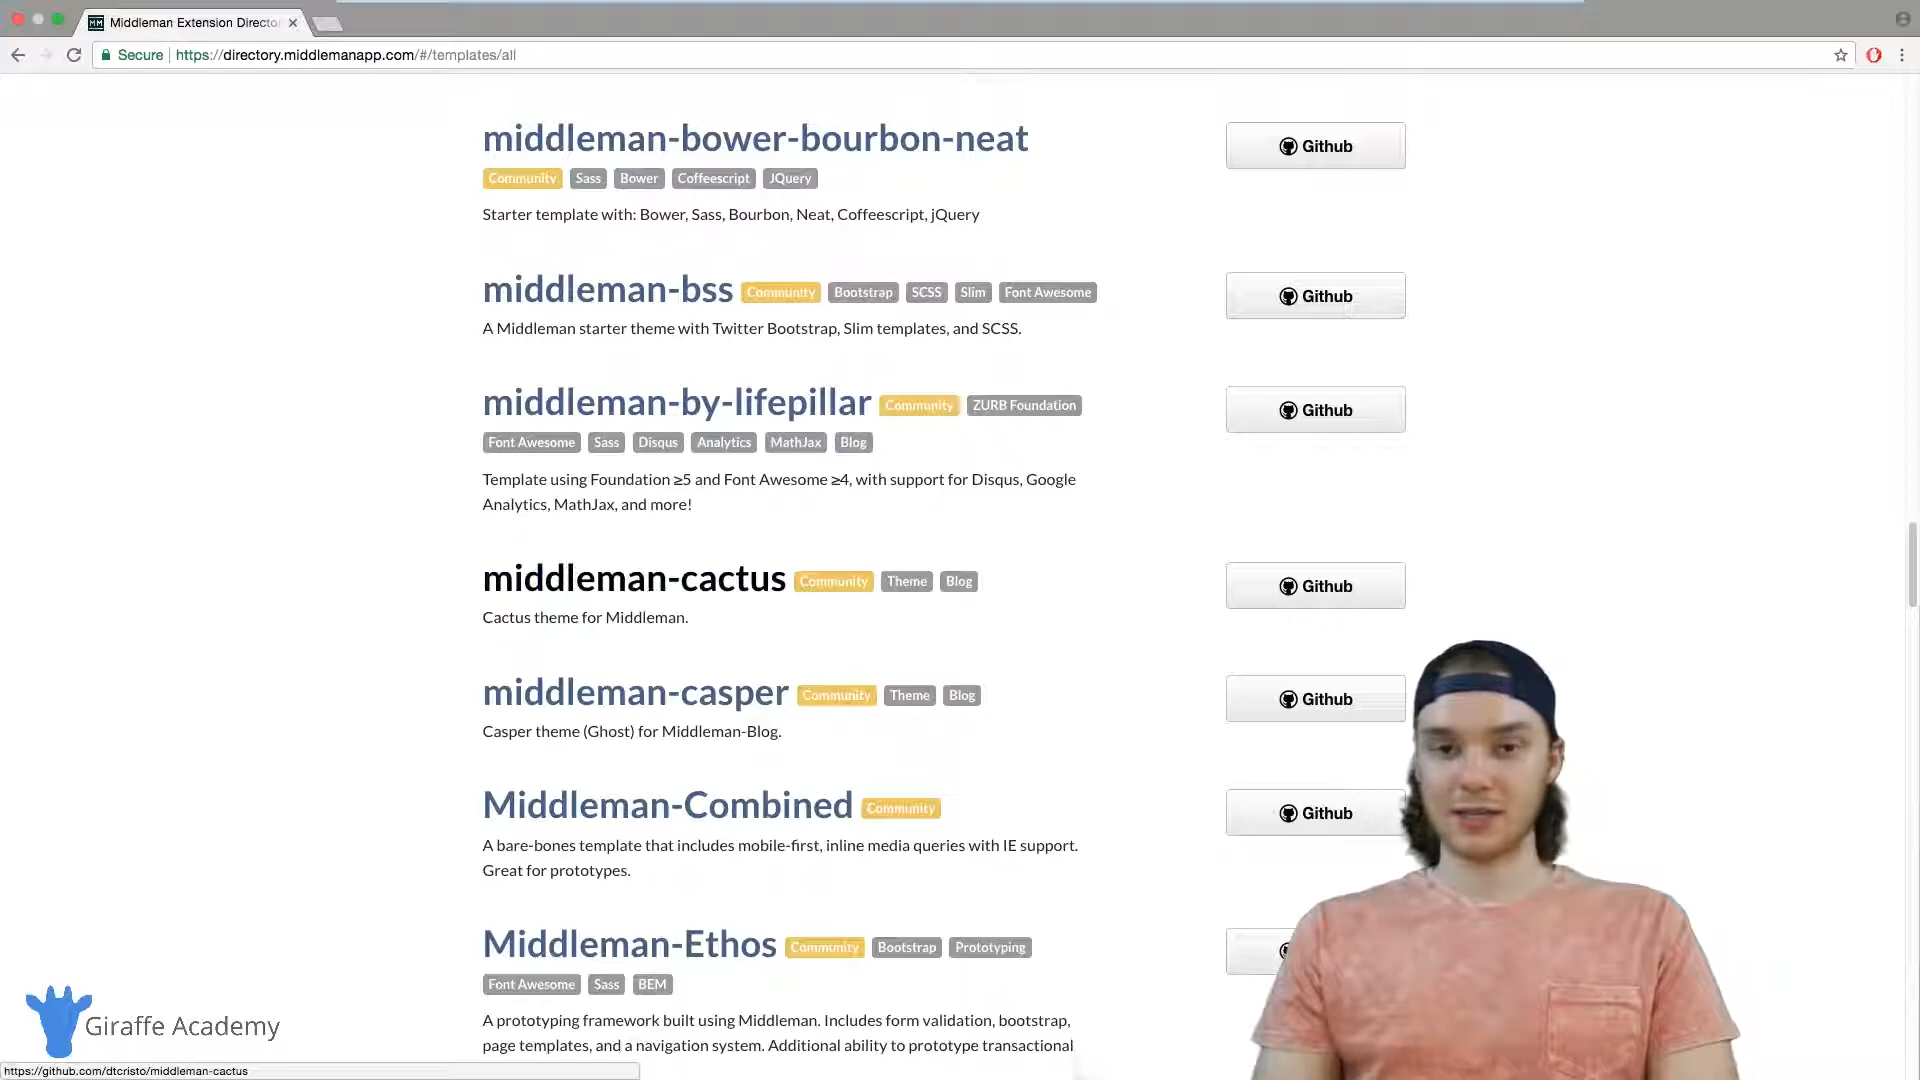 Middleman Extension Directo
Secure https://directory.middlemanapp.com/#/templates/all
middleman-bower-bourbon-neat
Github
Community Sass Bower Coffeescript JQuery
Starter template with: Bower, Sass, Bourbon, Neat, Coffeescript, jQuery
middleman-bss Community Bootstrap SCSS Slim Font Awesome
Github
A Middleman starter theme with Twitter Bootstrap, Slim templates, and SCSS.
middleman-by-lifepillar Community ZURB Foundation
Github
Font Awesome Sass Disqus Analytics MathJax Blog
Template using Foundation ≥5 and Font Awesome ≥4, with support for Disqus, Google
Analytics, MathJax, and more!
middleman-cactus Community Theme Blog
Github
Cactus theme for Middleman.
middleman-casper Community Theme Blog
Github
Casper theme (Ghost) for Middleman-Blog.
Middleman-Combined Community
Github
A bare-bones template that includes mobile-first, inline media queries with IE support.
Great for prototypes.
Middleman-Ethos Community Bootstrap Prototyping
Font Awesome Sass BEM
A prototyping framework built using Middleman. Includes form validation, bootstrap,
page templates, and a navigation system. Additional ability to prototype transactional
Giraffe Academy
https://github.com/dtcristo/middleman-cactus